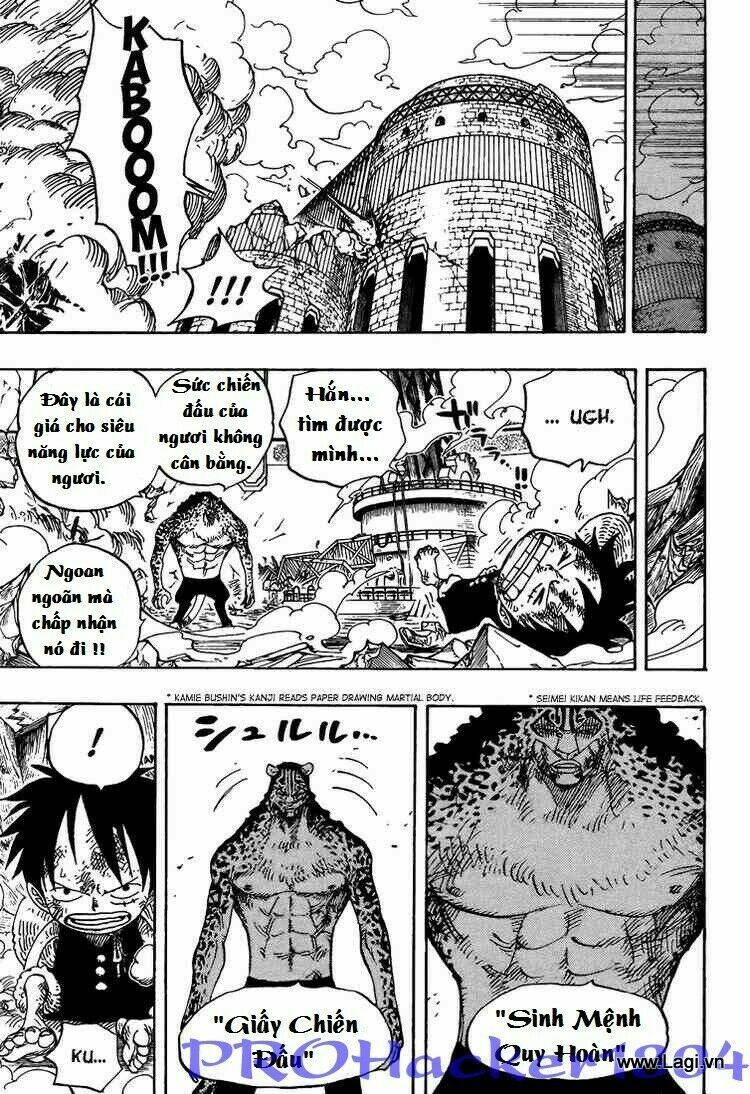 KABOOOM!!!
!!!
... UGH.
Hắn...
tìm được
mình...
Sức chiến
đấu của
ngươi không
cân bằng.
Đây là cái
giá cho siêu
năng lực của
ngươi.
Ngoan
ngoãn mà
chấp nhận
nó đi !!
* SEIMEI KIKAN MEANS LIFE FEEDBACK.
* KAMIE BUSHIN'S KANJI READS PAPER DRAWING MARTIAL BODY.
"Sinh Mệnh
Quy Hoàn"
シュルルル...
"Giấy Chiến
Đấu"
!
KU...
PROHacker1804
www.Lagi.vn